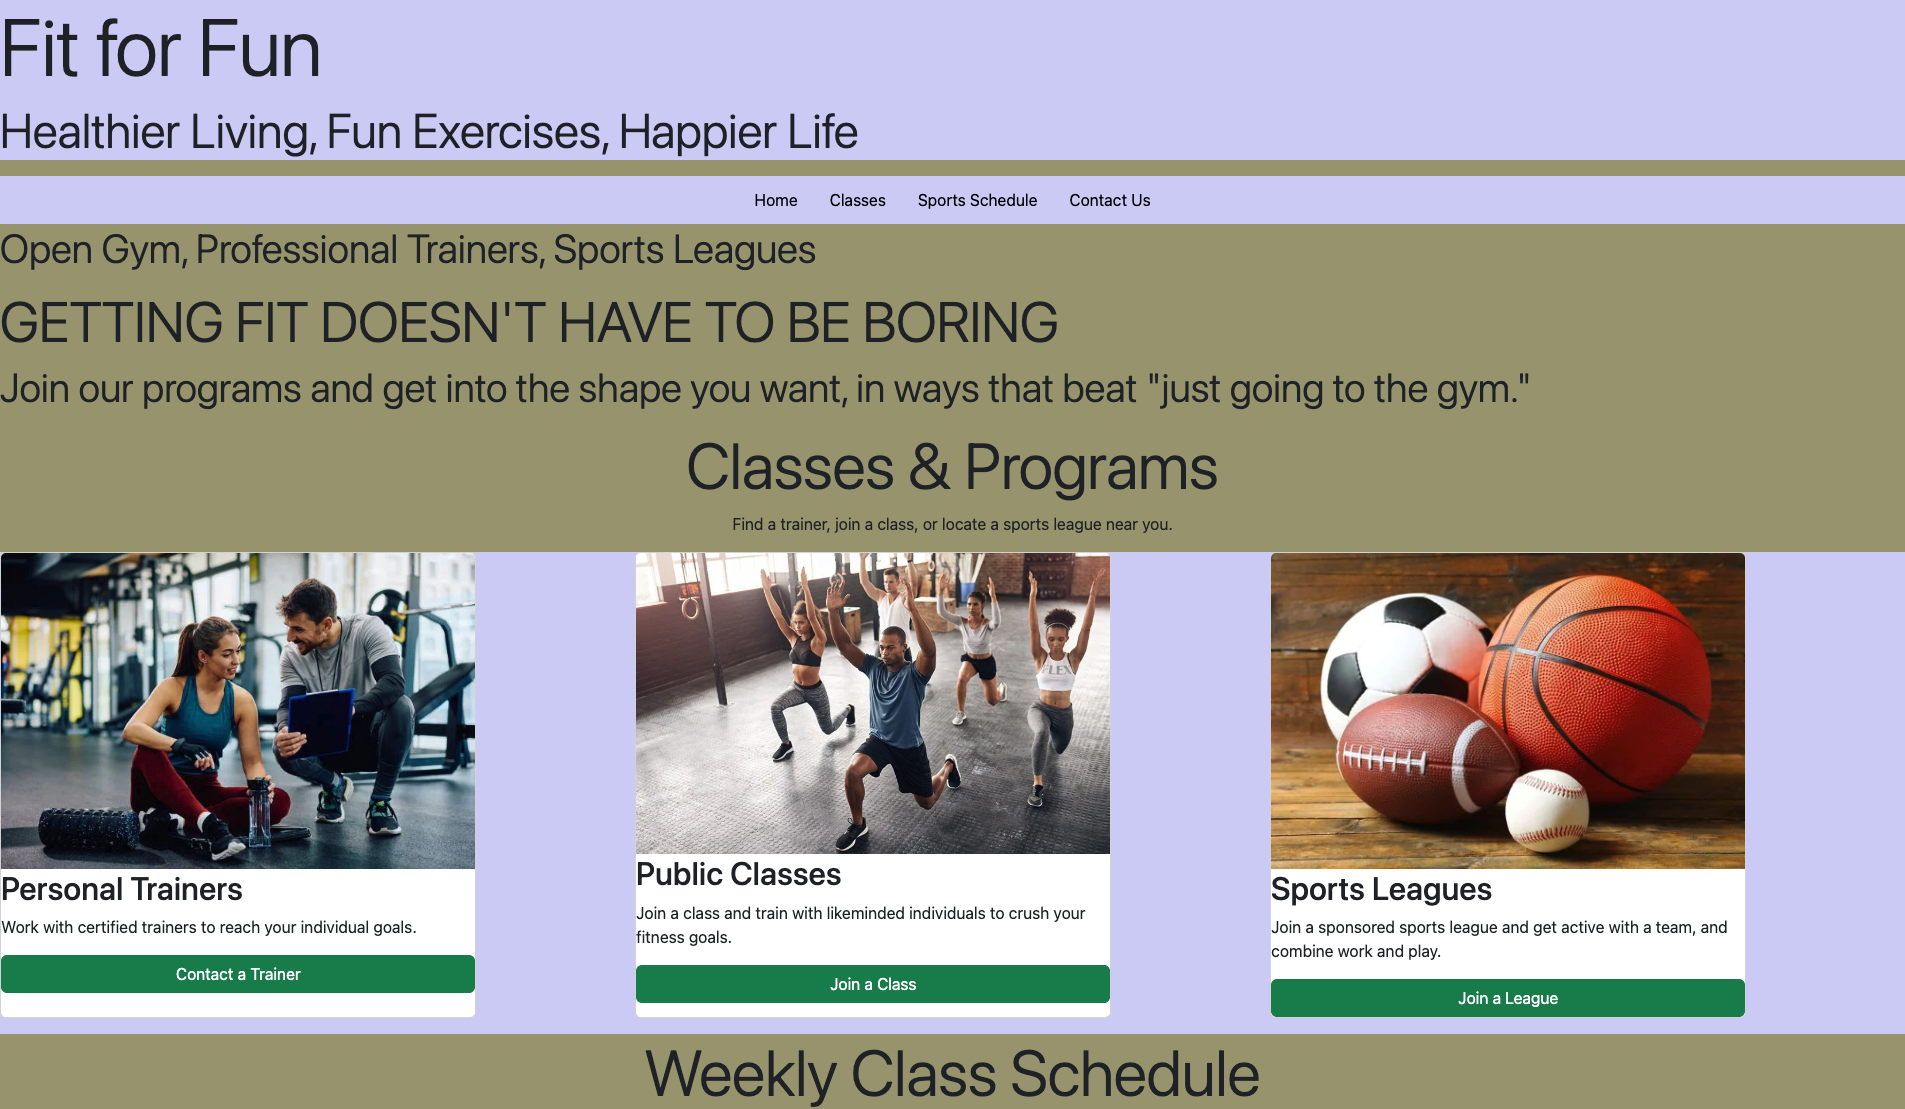 Fit for Fun
Healthier Living, Fun Exercises, Happier Life
Home Classes Sports Schedule Contact Us
Open Gym, Professional Trainers, Sports Leagues
GETTING FIT DOESN'T HAVE TO BE BORING
Join our programs and get into the shape you want, in ways that beat "just going to the gym."
Classes & Programs
Find a trainer, join a class, or locate a sports league near you.
FLEX
Personal Trainers
Work with certified trainers to reach your individual goals.
Contact a Trainer
Public Classes
Join a class and train with likeminded individuals to crush your
fitness goals.
Join a Class
Sports Leagues
Join a sponsored sports league and get active with a team, and
combine work and play.
Join a League
Weekly Class Schedule